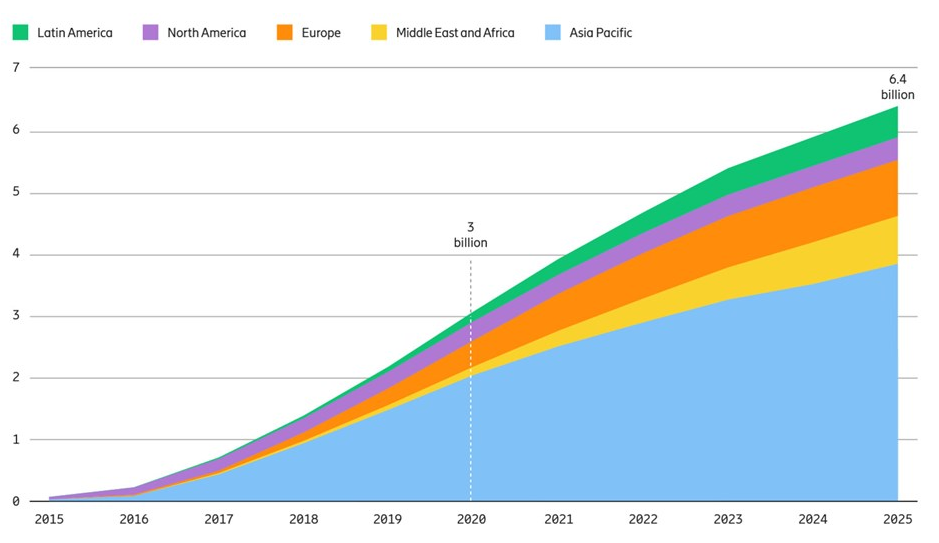 Latin America North America Europe Middle East and Africa Asia Pacific
7
6.4
billion
6
5
3
billion
4
3
2
1
0
2015 2016 2017 2018 2019 2020 2021 2022 2023 2024 2025